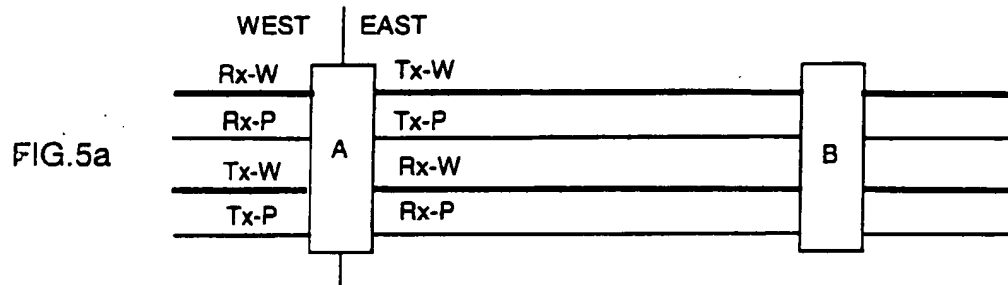 WEST EAST
Rx-W Tx-W
Rx-P Tx-P
FIG.5a A B
Tx-W Rx-W
Tx-P Rx-P